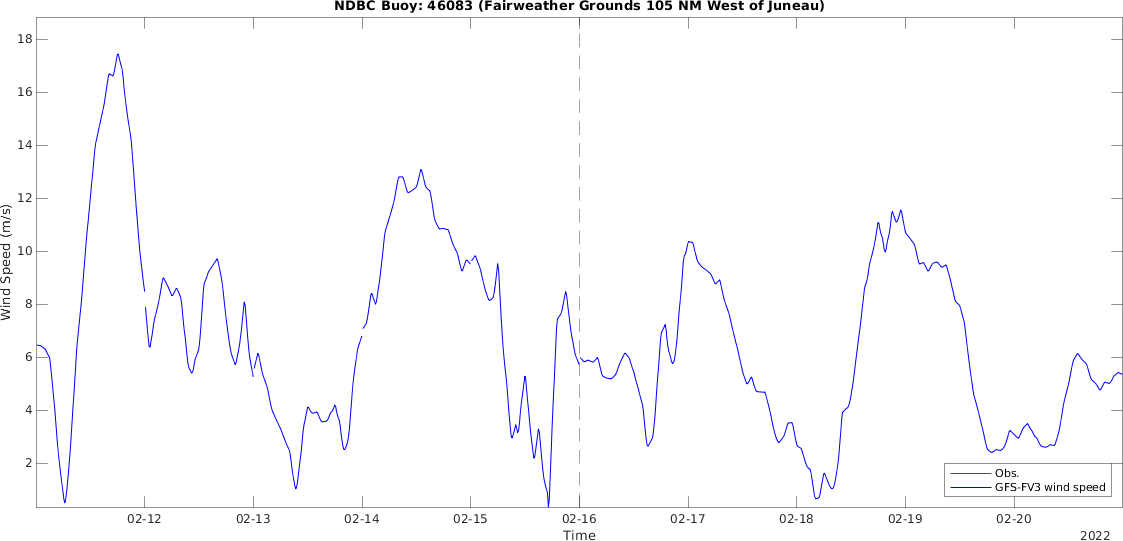 NDBC Buoy: 46083 (Fairweather Grounds 105 NM West of Juneau)
18
16
14
12
10
8
6
4
2
Wind Speed (m/s)
02-12 02-13 02-14 02-15 02-16 02-17 02-18 02-19 02-20
Time
2022
Obs.
GFS-FV3 wind speed